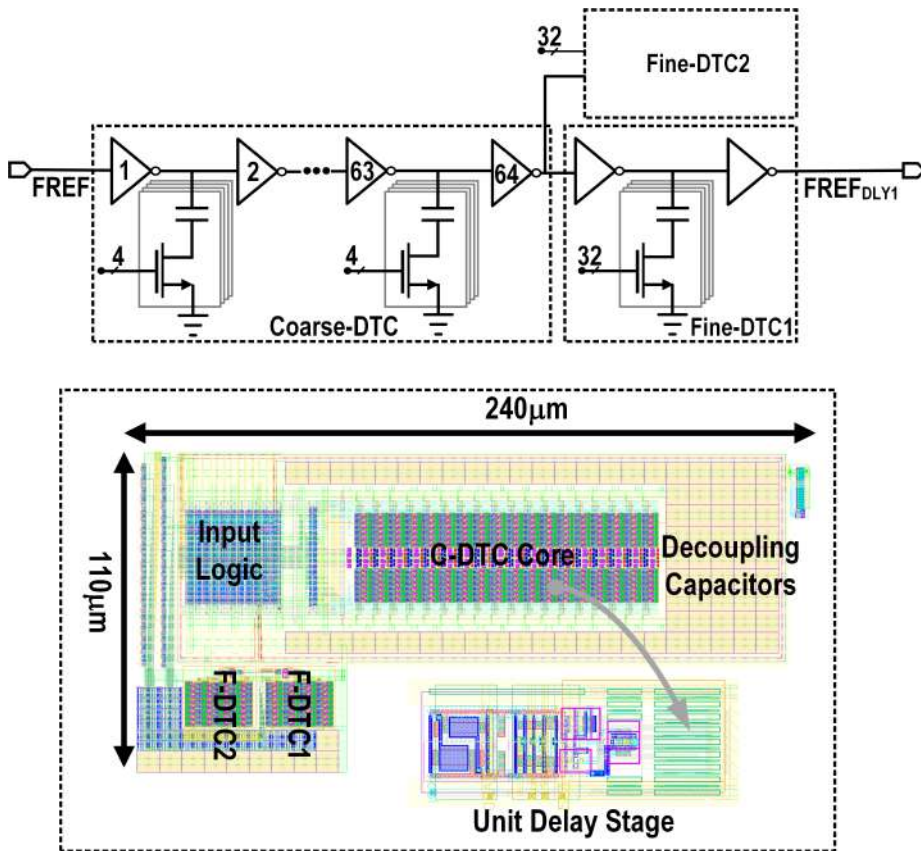 32
Fine-DTC2
1
2
63
64
FREF
FREFDLY1
4
4
32
Coarse-DTC
Fine-DTC1
240μm
110μm
Input
Logic
C-DTC Core
Decoupling
Capacitors
F-DTC2
F-DTC1
Unit Delay Stage